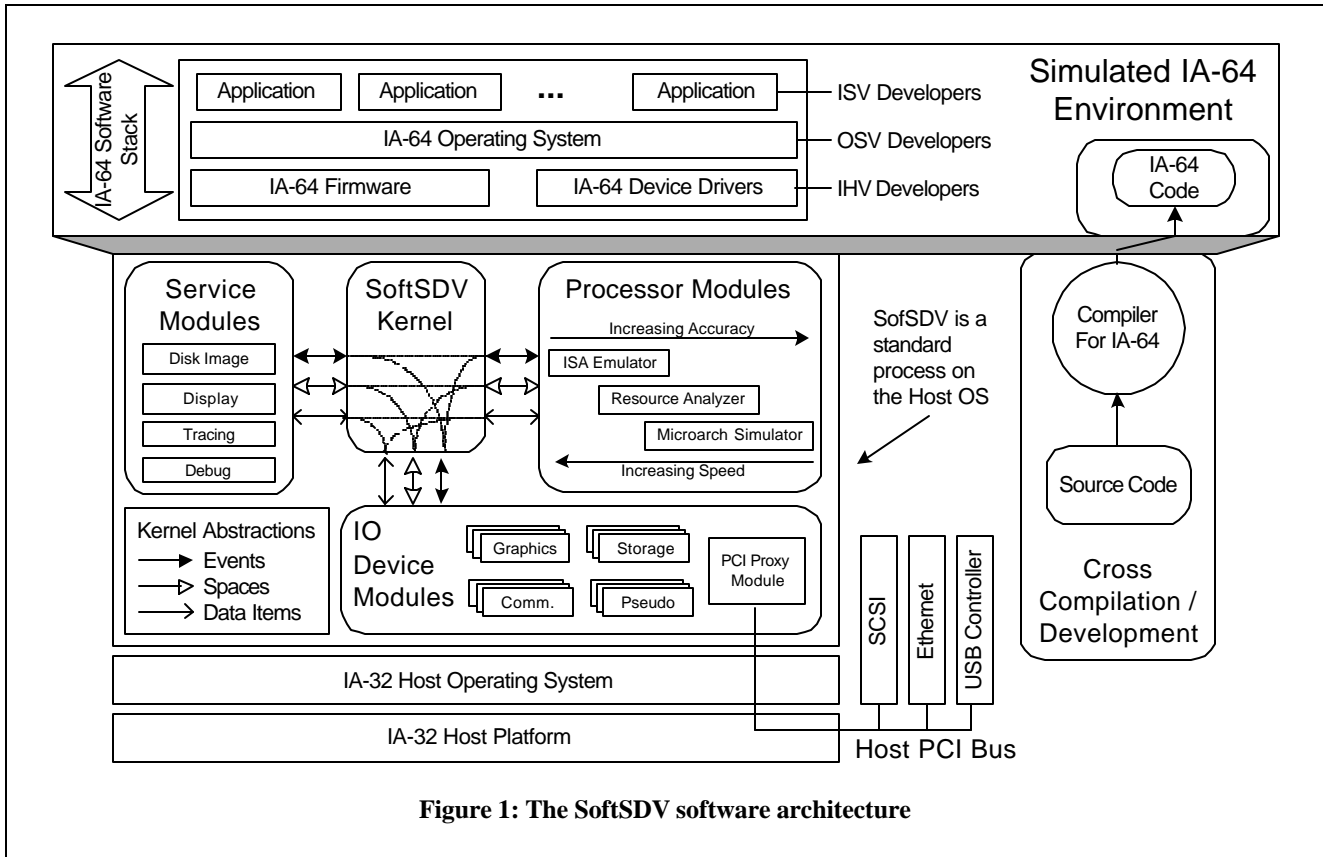 IA-64 Software
Stack
Application
Application
...
Application
ISV Developers
IA-64 Operating System
OSV Developers
IA-64 Firmware
IA-64 Device Drivers
IHV Developers
Simulated IA-64
Environment
IA-64
Code
Service
Modules
Disk Image
Display
Tracing
Debug
SoftSDV
Kernel
Processor Modules
Increasing Accuracy
ISA Emulator
Resource Analyzer
Microarch Simulator
Increasing Speed
SofSDV is a
standard
process on
the Host OS
Compiler
For IA-64
Source Code
Cross
Compilation /
Development
Kernel Abstractions
Events
Spaces
Data Items
IO
Device
Modules
Graphics
Storage
Comm.
Pseudo
PCI Proxy
Module
SCSI
Ethernet
USB Controller
IA-32 Host Operating System
IA-32 Host Platform
Host PCI Bus
Figure 1: The SoftSDV software architecture